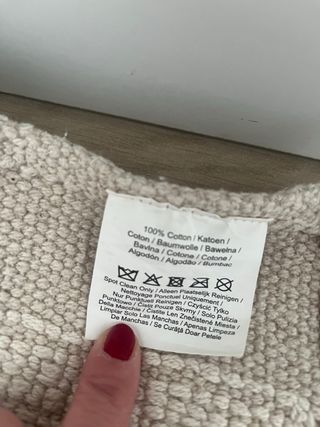 100% Cotton / Katoen /
Coton / Baumwolle / Bawełna /
Bavlna / Cotone / Cotone /
Algodón / Algodão / Bumbac
Spot Clean Only / Alleen Plaatselijk Reinigen /
Nettoyage Ponctuel Uniquement /
Nur Punktuell Reinigen / Czyścić Tylko
Punktowo / Čistit Pouze Skvrny / Solo Pulizia
Delle Macchie / Čistite Len Znečistené Miesta /
Limpiar Solo Las Manchas / Apenas Limpeza
De Manchas / Se Curăță Doar Petele